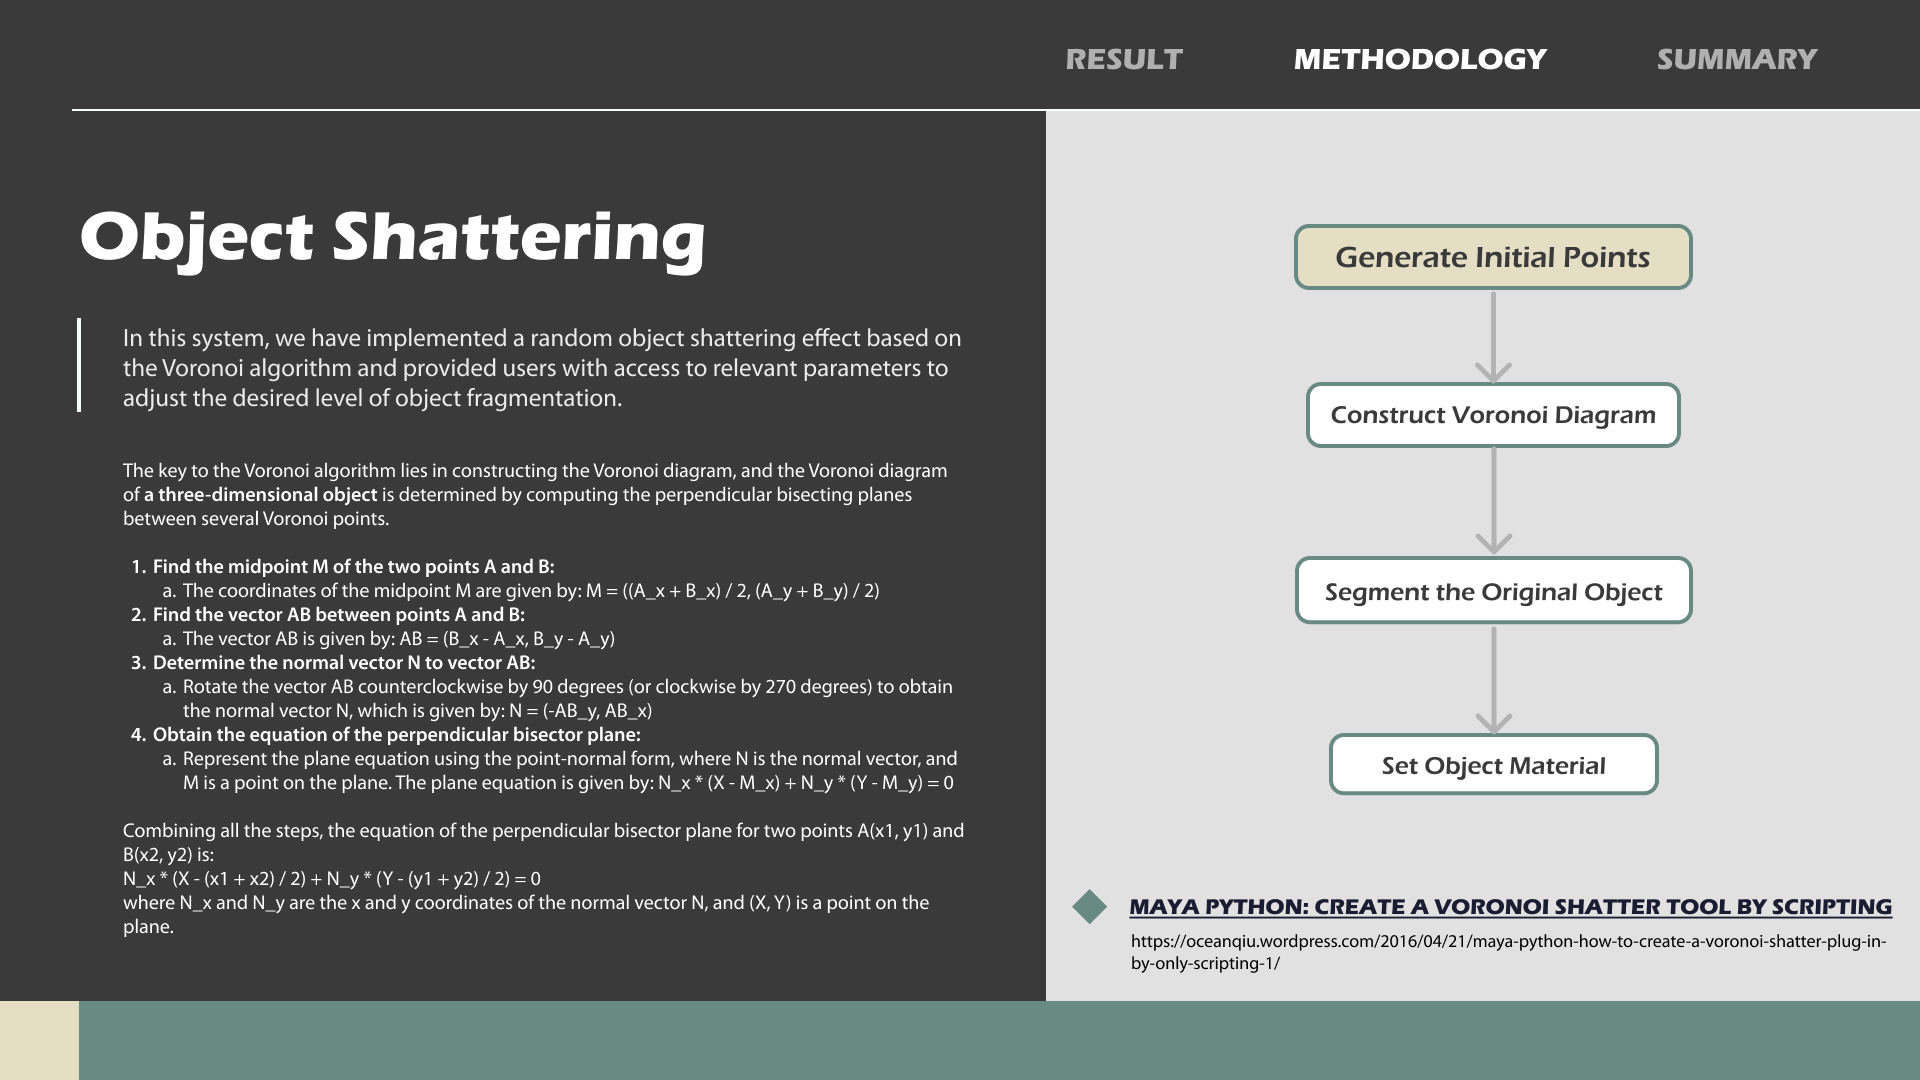 RESULT METHODOLOGY SUMMARY
Object Shattering
In this system, we have implemented a random object shattering effect based on
the Voronoi algorithm and provided users with access to relevant parameters to
adjust the desired level of object fragmentation.
The key to the Voronoi algorithm lies in constructing the Voronoi diagram, and the Voronoi diagram
of a three-dimensional object is determined by computing the perpendicular bisecting planes
between several Voronoi points.
1. Find the midpoint M of the two points A and B:
a. The coordinates of the midpoint M are given by: M = ((A_x + B_x) / 2, (A_y + B_y) / 2)
2. Find the vector AB between points A and B:
a. The vector AB is given by: AB = (B_x - A_x, B_y - A_y)
3. Determine the normal vector N to vector AB:
a. Rotate the vector AB counterclockwise by 90 degrees (or clockwise by 270 degrees) to obtain
the normal vector N, which is given by: N = (-AB_y, AB_x)
4. Obtain the equation of the perpendicular bisector plane:
a. Represent the plane equation using the point-normal form, where N is the normal vector, and
M is a point on the plane. The plane equation is given by: N_x * (X - M_x) + N_y * (Y - M_y) = 0
Combining all the steps, the equation of the perpendicular bisector plane for two points A(x1, y1) and
B(x2, y2) is:
N_x * (X - (x1 + x2) / 2) + N_y * (Y - (y1 + y2) / 2) = 0
where N_x and N_y are the x and y coordinates of the normal vector N, and (X, Y) is a point on the
plane.
Generate Initial Points
Construct Voronoi Diagram
Segment the Original Object
Set Object Material
MAYA PYTHON: CREATE A VORONOI SHATTER TOOL BY SCRIPTING
https://oceanqiu.wordpress.com/2016/04/21/maya-python-how-to-create-a-voronoi-shatter-plug-in-
by-only-scripting-1/